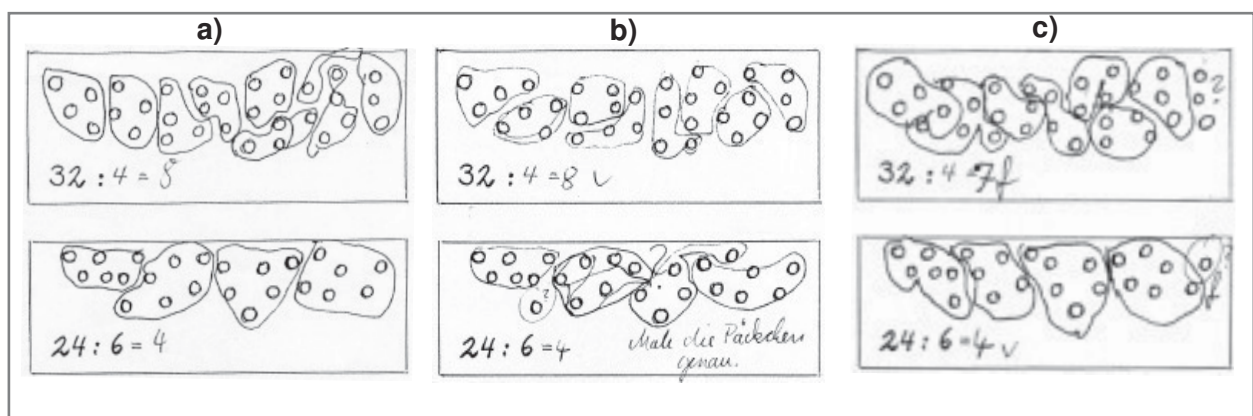 a) b) c)
32 : 4 = 8
32 : 4 = 8 ✓
32 : 4 = 7 f
?
24 : 6 = 4
24 : 6 = 4
?
Male die Päckchen
genau.
24 : 6 = 4 ✓